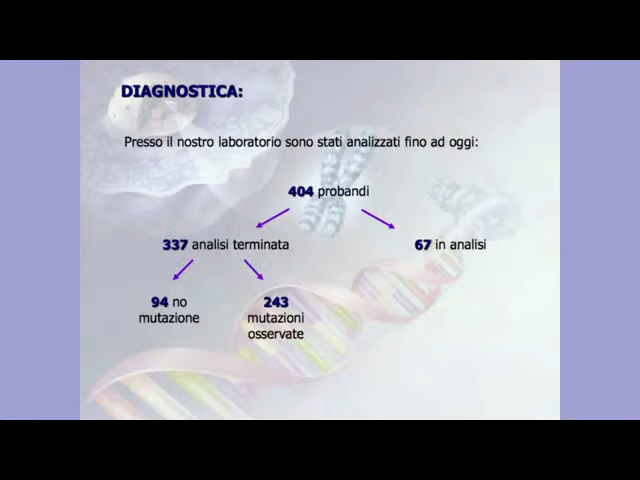 DIAGNOSTICA:
Presso il nostro laboratorio sono stati analizzati fino ad oggi:
404 probandi
337 analisi terminata
67 in analisi
94 no
mutazione
243
mutazioni
osservate